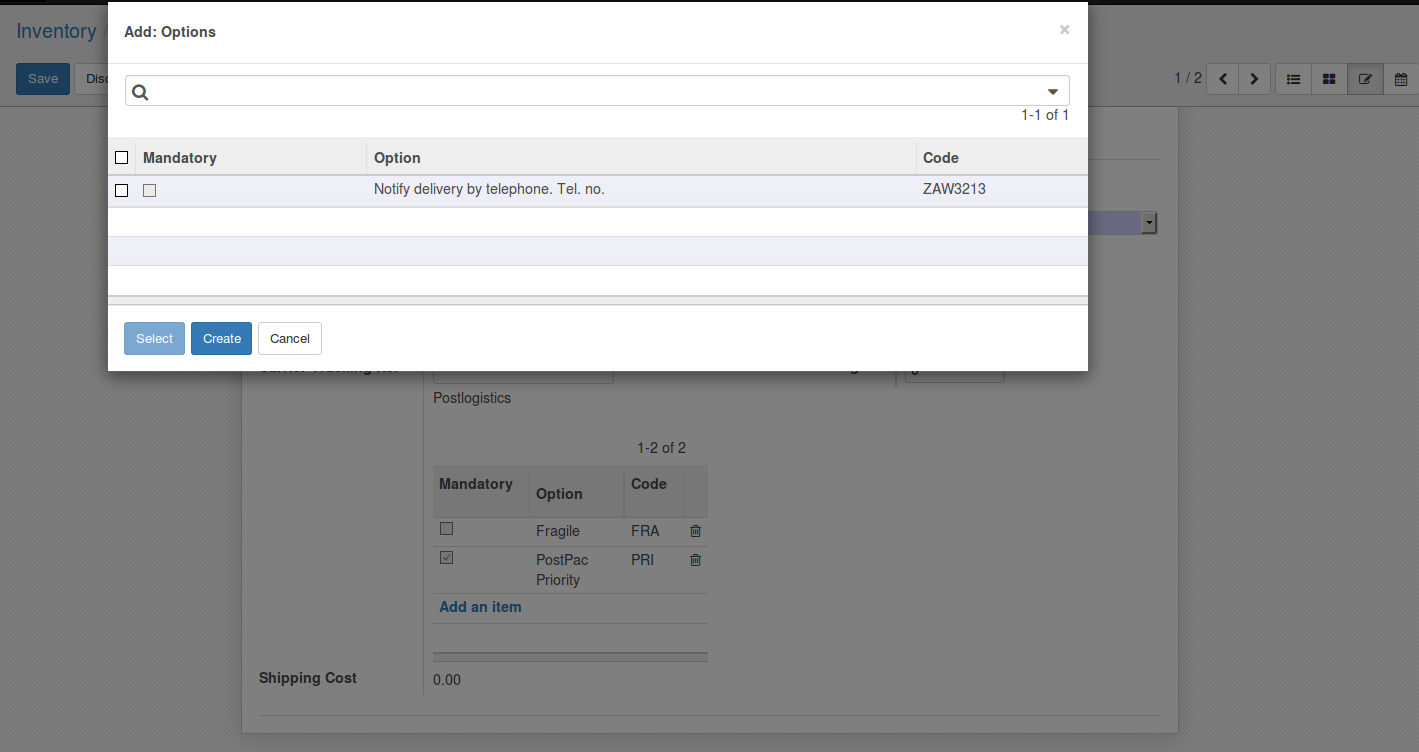 Inventory
Add: Options
×
Save
1 / 2
1-1 of 1
Mandatory Option Code
Notify delivery by telephone. Tel. no. ZAW3213
Select Create Cancel
Postlogistics
1-2 of 2
Mandatory Option Code
Fragile FRA
PostPac PRI
Priority
Add an item
Shipping Cost 0.00